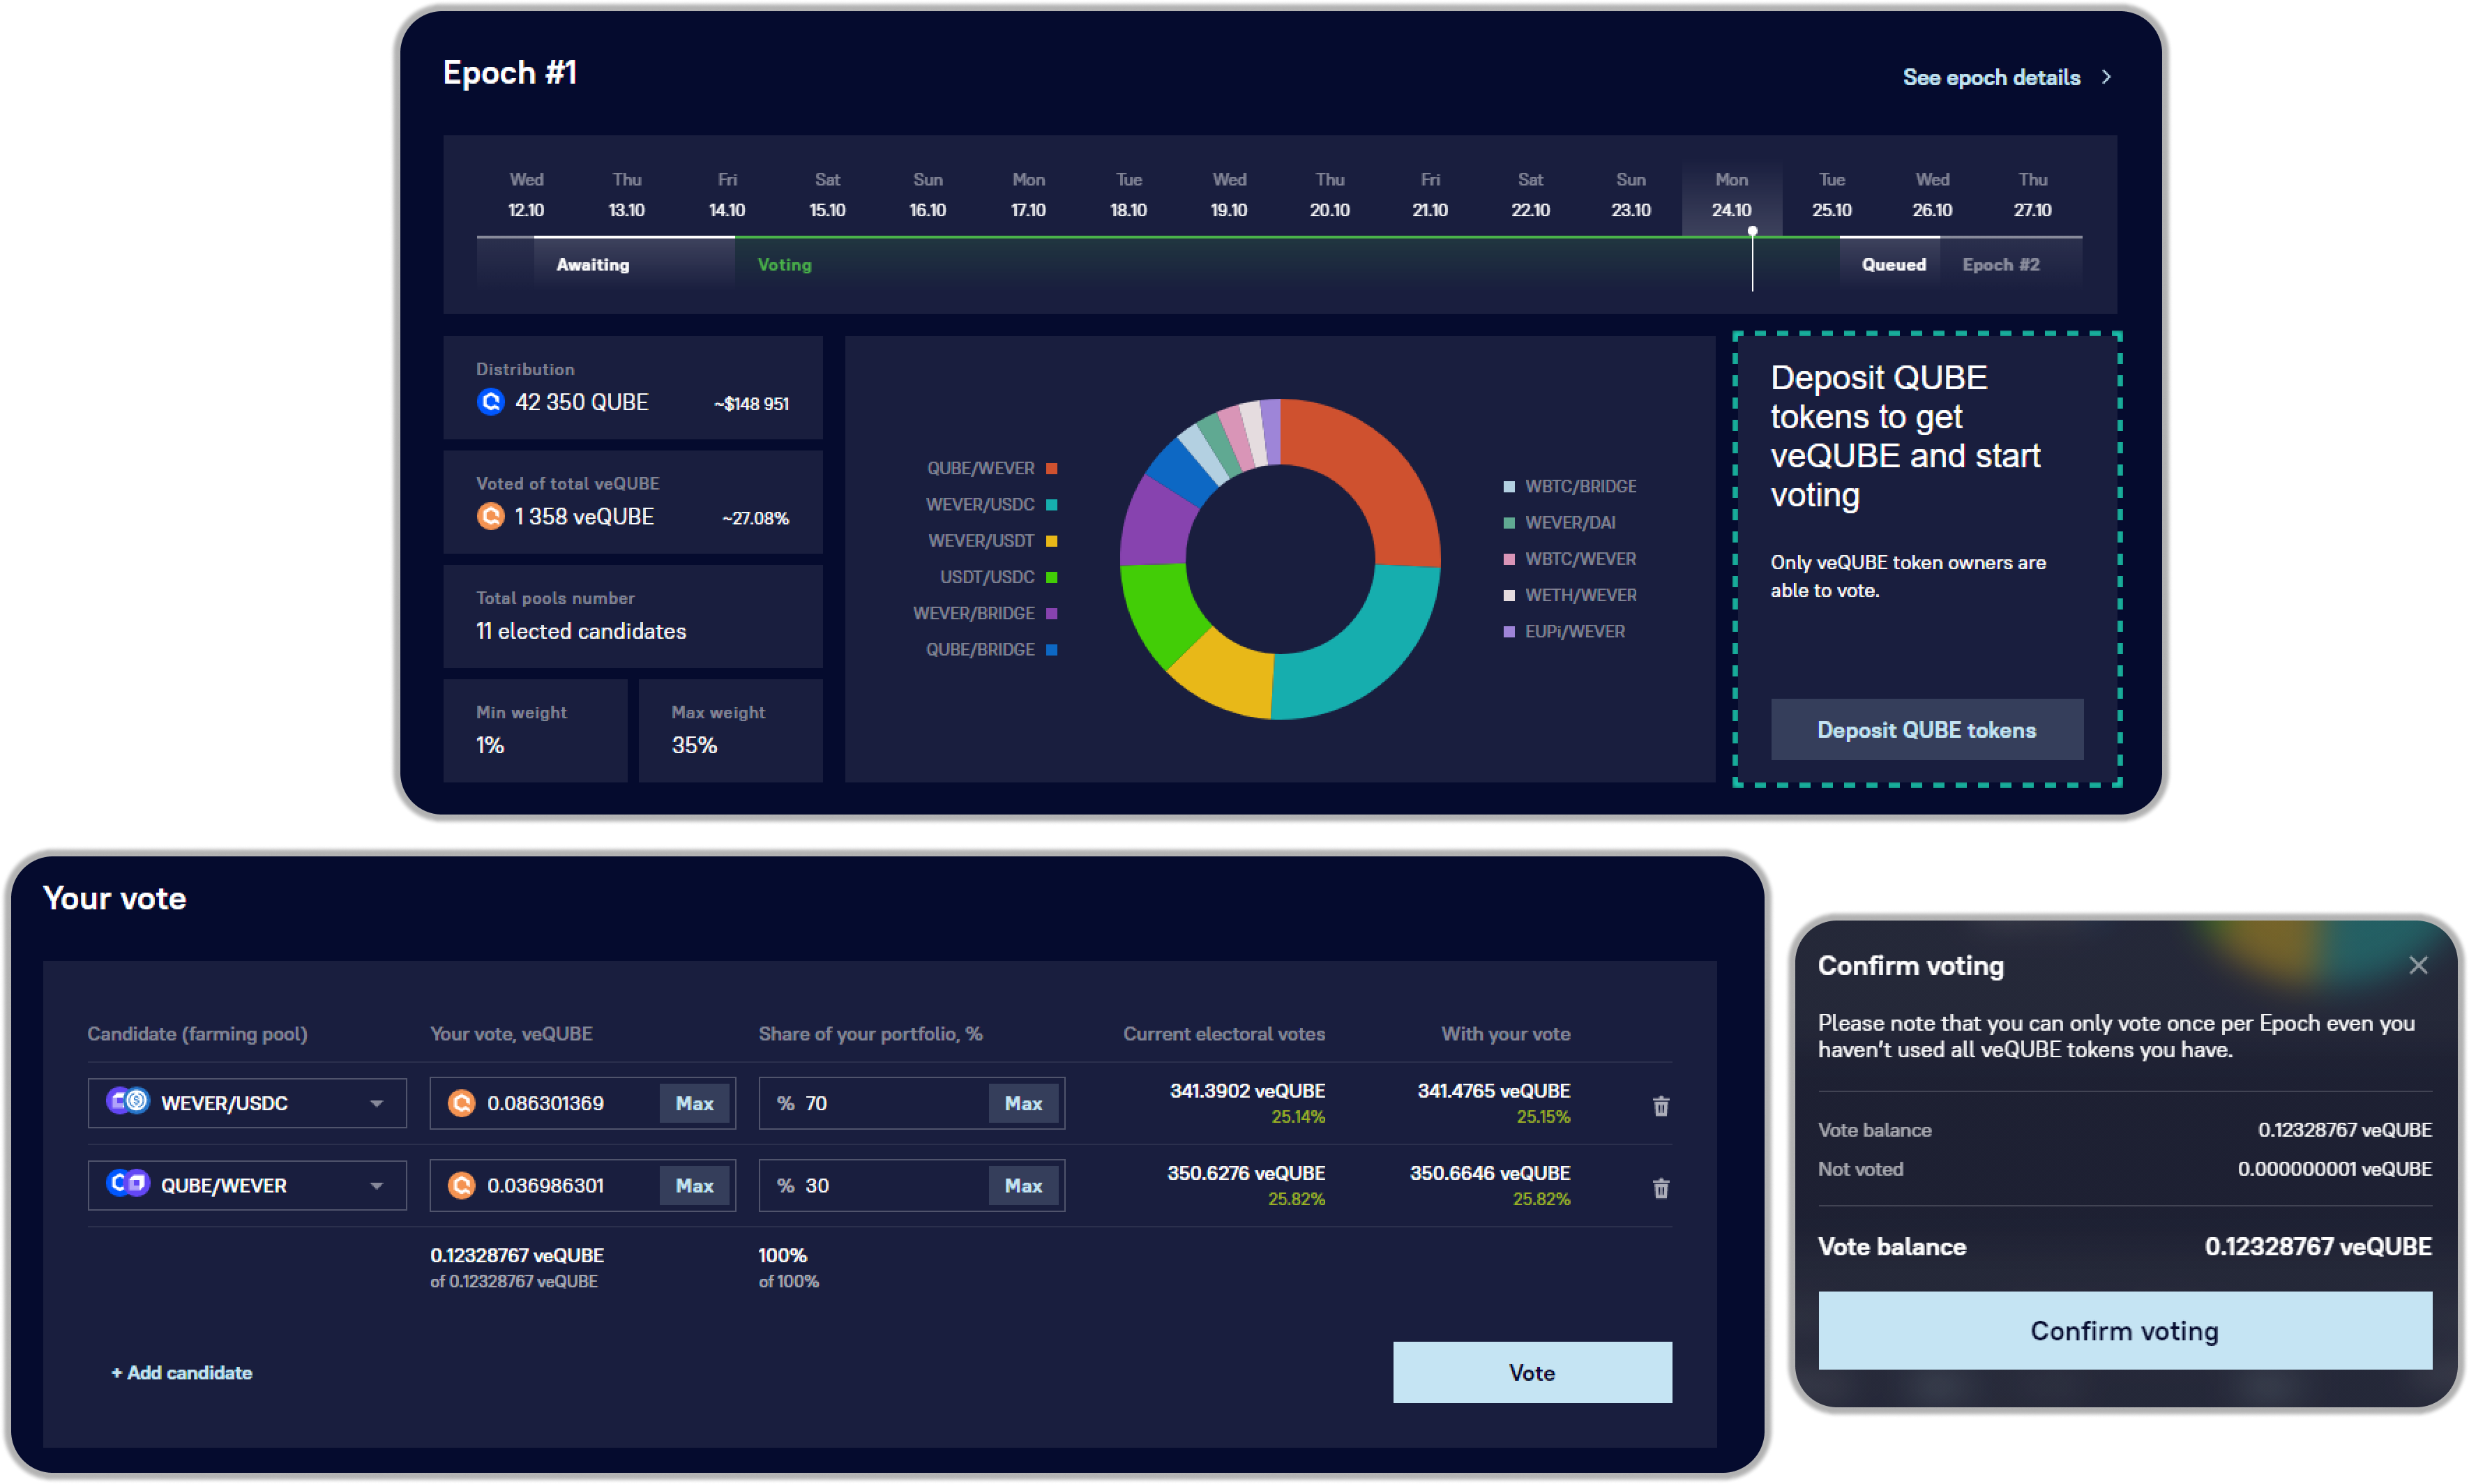 Epoch #1
See epoch details
Wed Thu Fri Sat Sun Mon Tue Wed Thu Fri Sat Sun Mon Tue Wed Thu
12.10 13.10 14.10 15.10 16.10 17.10 18.10 19.10 20.10 21.10 22.10 23.10 24.10 25.10 26.10 27.10
Awaiting Voting Queued Epoch #2
Distribution
42 350 QUBE ~$148 951
Voted of total veQUBE
1 358 veQUBE ~27.08%
Total pools number
11 elected candidates
Min weight
1%
Max weight
35%
QUBE/WEVER
WEVER/USDC
WEVER/USDT
USDT/USDC
WEVER/BRIDGE
QUBE/BRIDGE
WBTC/BRIDGE
WEVER/DAI
WBTC/WEVER
WETH/WEVER
EUPi/WEVER
Deposit QUBE
tokens to get
veQUBE and start
voting
Only veQUBE token owners are
able to vote.
Deposit QUBE tokens
Your vote
Candidate (farming pool) Your vote, veQUBE Share of your portfolio, % Current electoral votes With your vote
WEVER/USDC 0.086301369 Max % 70 Max 341.3902 veQUBE 341.4765 veQUBE
25.14% 25.15%
QUBE/WEVER 0.036986301 Max % 30 Max 350.6276 veQUBE 350.6646 veQUBE
25.82% 25.82%
0.12328767 veQUBE 100%
of 0.12328767 veQUBE of 100%
+ Add candidate Vote
Confirm voting
Please note that you can only vote once per Epoch even you
haven't used all veQUBE tokens you have.
Vote balance 0.12328767 veQUBE
Not voted 0.000000001 veQUBE
Vote balance 0.12328767 veQUBE
Confirm voting